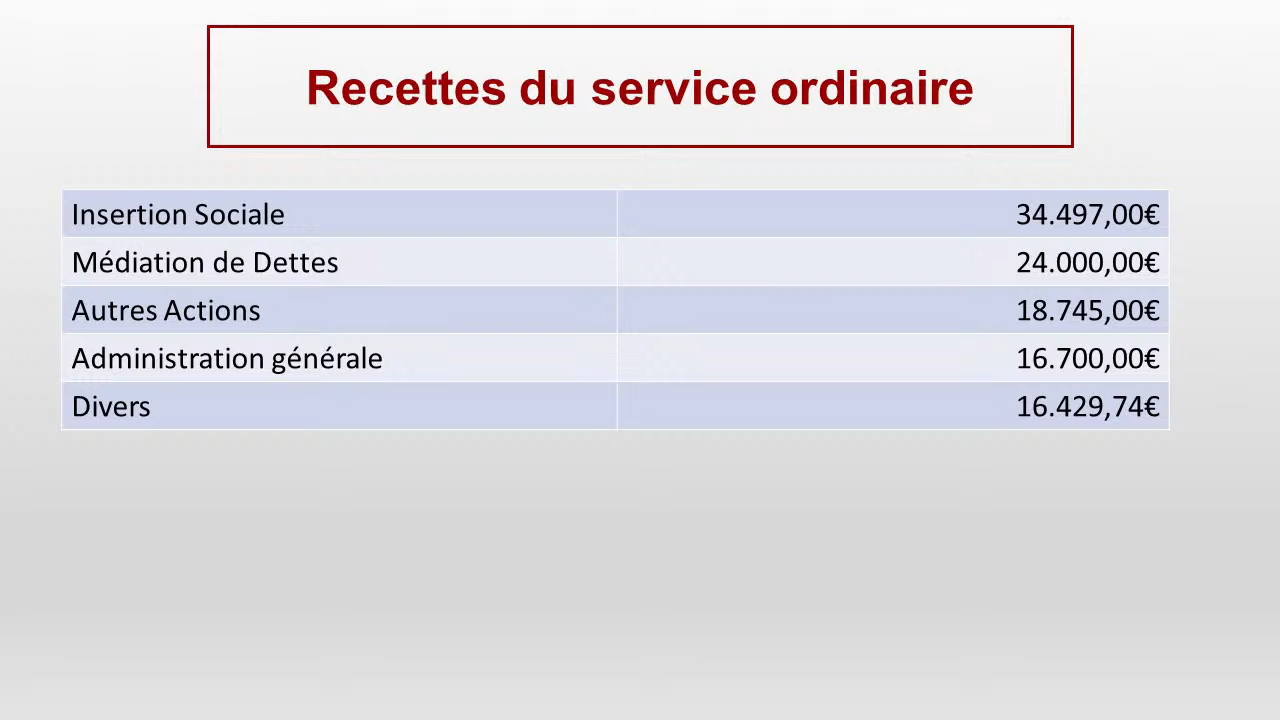 Recettes du service ordinaire
Insertion Sociale 34.497,00€
Médiation de Dettes 24.000,00€
Autres Actions 18.745,00€
Administration générale 16.700,00€
Divers 16.429,74€